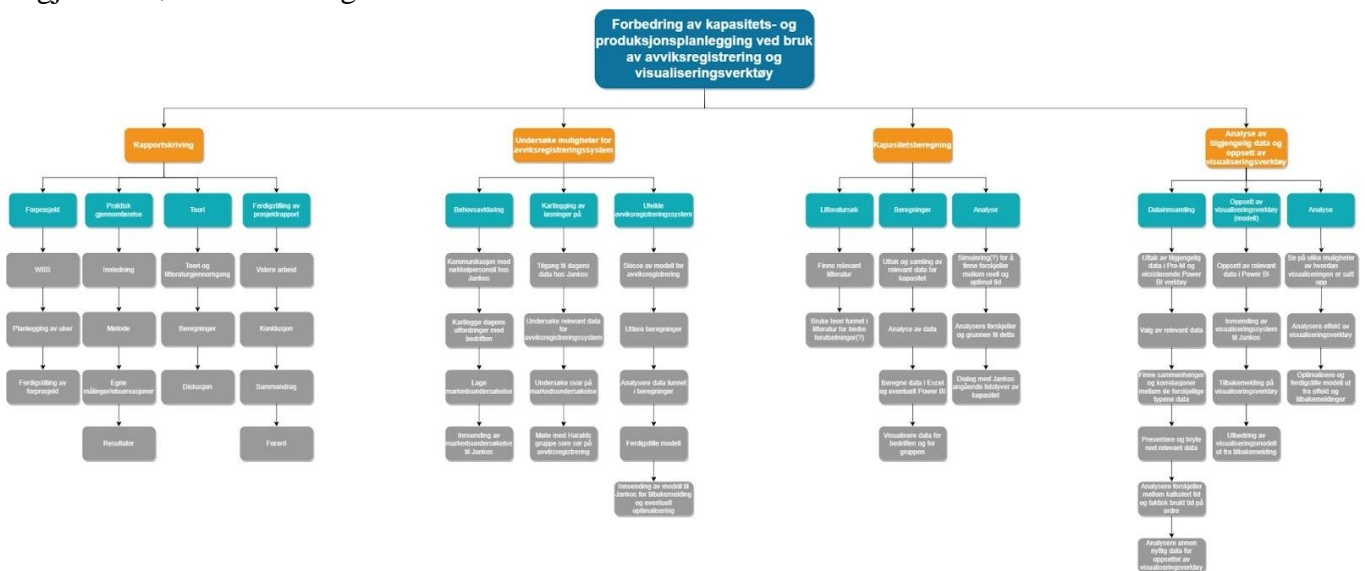 Forbedring av kapasitets- og
produksjonsplanlegging ved bruk
av avviksregistrering og
visualiseringsverktøy
Rapportskriving
Undersøke muligheter for
avviksregistreringssystem
Kapasitetsberegning
Analyse av
tilgjengelig data og
oppsett av
visualiseringsverktøy
Forprosjekt
Praktisk
gjennomførelse
Teori
Ferdigstilling av
prosjektrapport
Behovsavklaring
Kartlegging av
løsninger på
Utvikle
avviksregistreringssystem
Litteratursøk
Beregninger
Analyse
Datainnsamling
Oppsett av
visualiseringsverktøy
(modell)
Analyse
WBS
Planlegging av uker
Ferdigstilling av
forprosjekt
Innledning
Metode
Egne
målinger/observasjoner
Resultater
Teori og
litteraturgjennomgang
Beregninger
Diskusjon
Videre arbeid
Konklusjon
Sammendrag
Forord
Kommunikasjon med
nøkkelpersonell hos
Jankos
Kartlegge dagens
utfordringer med
bedriften
Lage
markedsundersøkelse
Innsending av
markedsundersøkelse
til Jankos
Tilgang til dagens
data hos Jankos
Undersøke relevant data
for
avviksregistreringssystem
Undersøke svar på
markedsundersøkelse
Møte med Haralds
gruppe som ser på
avviksregistrering
Skisse av modell for
avviksregistrering
Utføre beregninger
Analysere data funnet
i beregninger
Ferdigstille modell
Innsending av modell til
Jankos for tilbakemelding
og eventuell
optimalisering
Finne relevant
litteratur
Bruke teori funnet i
litteratur for bedre
forutsetninger(?)
Uttak og samling av
relevant data for
kapasitet
Analyse av data
Beregne data i Excel
og eventuelt Power BI
Visualisere data for
bedriften og for
gruppen
Simulering(?) for å
finne forskjeller
mellom reell og
optimal tid
Analysere forskjeller
og grunnen til dette
Dialog med Jankos
angående tidstyver av
kapasitet
Uttak av tilgjengelig
data i Pre-M og
eksisterende Power
BI verktøy
Valg av relevant data
Finne sammenhenger
og korrelasjoner
mellom de forskjellige
typene data
Presentere og bryte
ned relevant data
Analysere forskjeller
mellom kalkulert tid
og faktisk brukt tid på
ordre
Analysere annen
nyttig data for
oppsettet av
visualiseringsverktøy
Oppsett av relevant
data i Power BI
Innsending av
visualiseringssystem
til Jankos
Tilbakemelding på
visualiseringsverktøy
Utbedring av
visualiseringsmodell
ut fra tilbakemelding
Se på ulike muligheter
av hvordan
visualiseringen er satt
opp
Analysere effekt av
visualiseringsverktøy
Optimalisere og
ferdigstille modell ut
fra effekt og
tilbakemeldinger